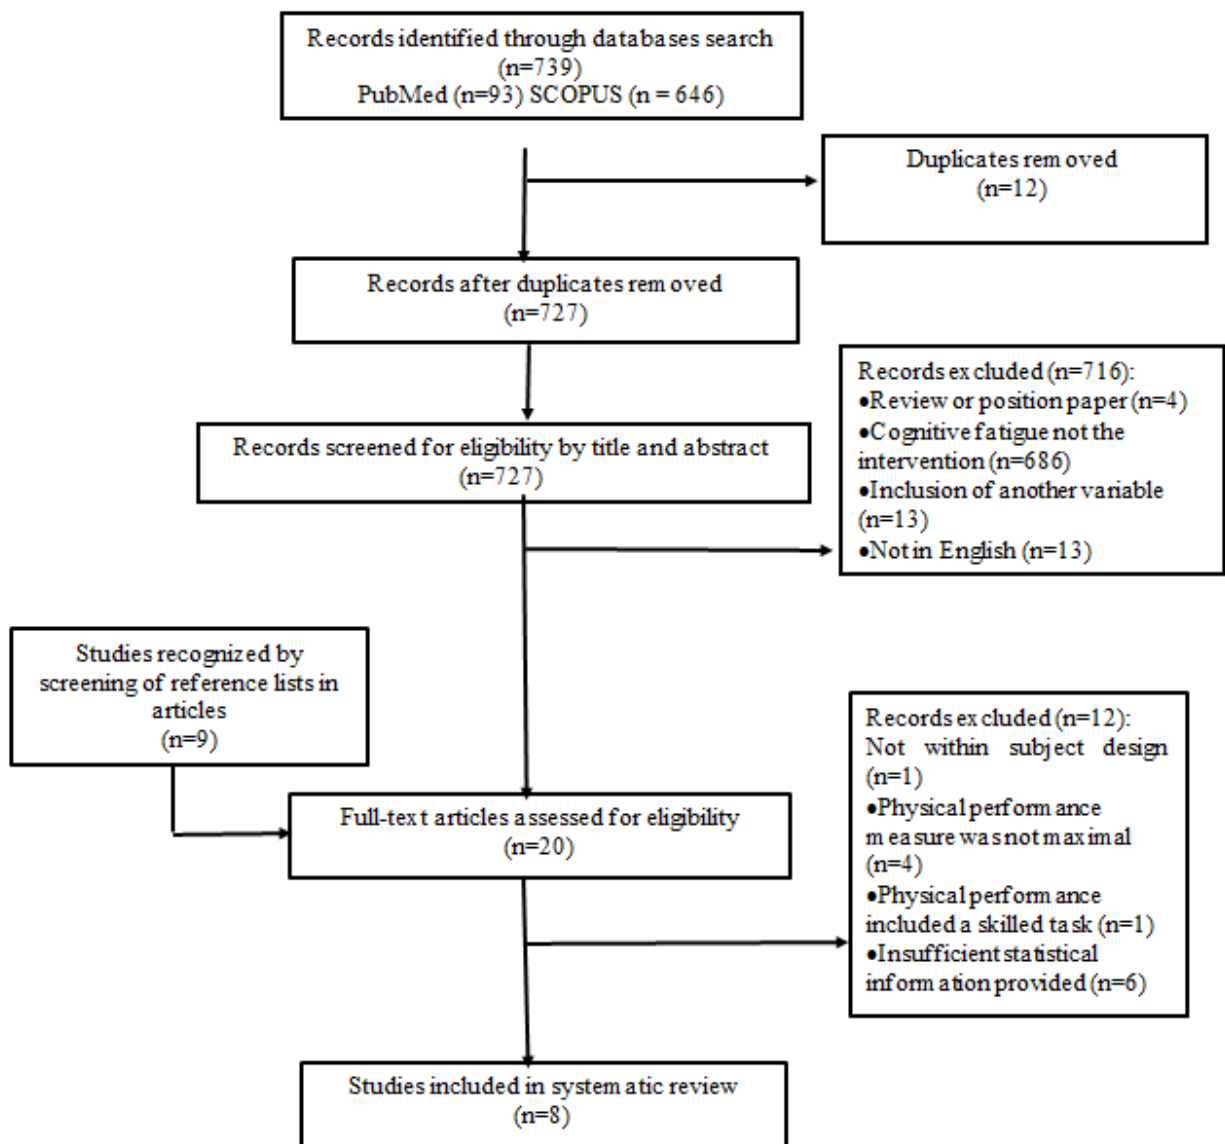 Records identified through databases search
(n=739)
PubMed (n=93) SCOPUS (n = 646)
Duplicates removed
(n=12)
Records after duplicates removed
(n=727)
Records excluded (n=716):
•Review or position paper (n=4)
•Cognitive fatigue not the
intervention (n=686)
•Inclusion of another variable
(n=13)
•Not in English (n=13)
Records screened for eligibility by title and abstract
(n=727)
Studies recognized by
screening of reference lists in
articles
(n=9)
Full-text articles assessed for eligibility
(n=20)
Records excluded (n=12):
Not within subject design
(n=1)
•Physical performance
measure was not maximal
(n=4)
•Physical performance
included a skilled task (n=1)
•Insufficient statistical
information provided (n=6)
Studies included in systematic review
(n=8)